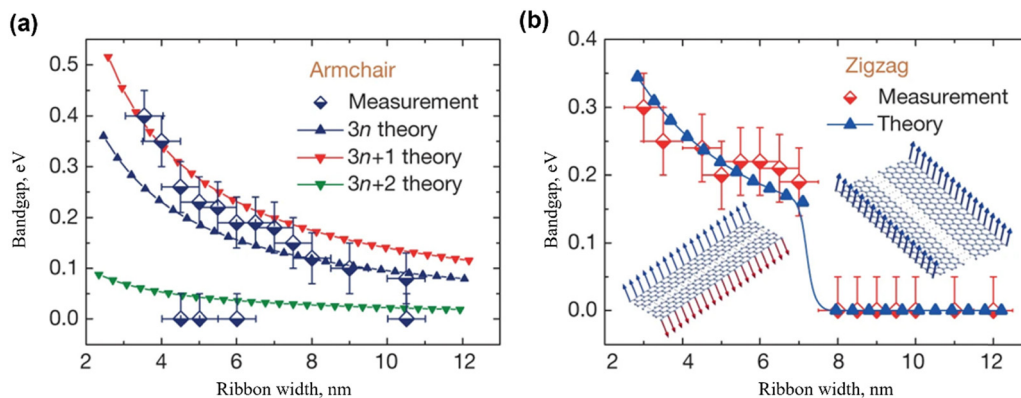 (a)
Bandgap, eV
0.5
0.4
0.3
0.2
0.1
0.0
Armchair
Measurement
3n theory
3n+1 theory
3n+2 theory
2 4 6 8 10 12
Ribbon width, nm
(b)
Bandgap, eV
0.4
0.3
0.2
0.1
0.0
Zigzag
Measurement
Theory
2 4 6 8 10 12
Ribbon width, nm